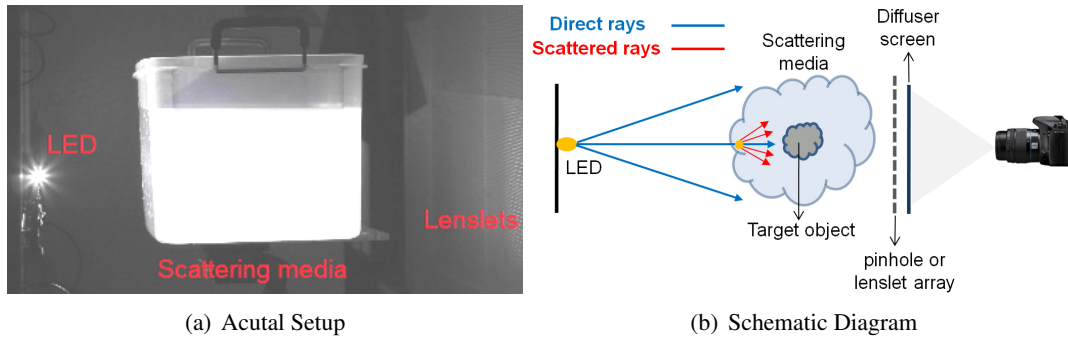 LED
Lenslets
Scattering media
(a) Acutal Setup
Direct rays
Scattered rays
Scattering
media
Diffuser
screen
LED
Target object
pinhole or
lenslet array
(b) Schematic Diagram